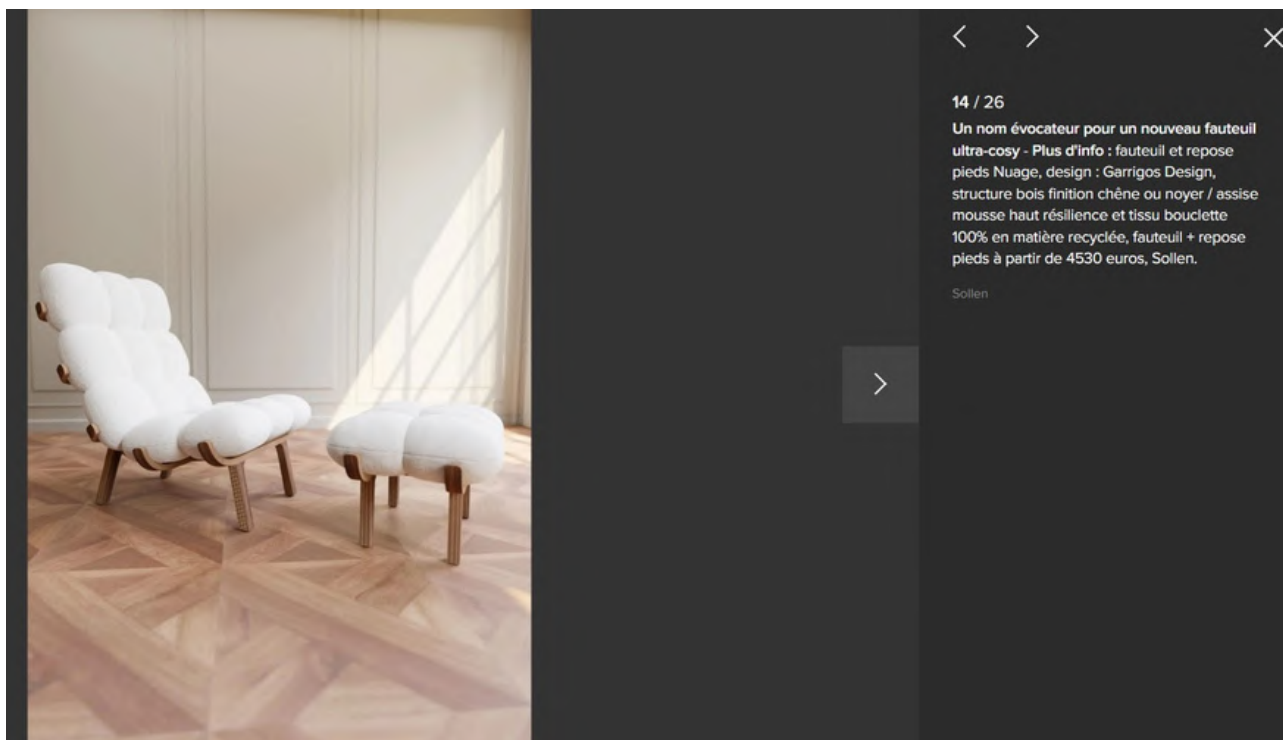 14 / 26
Un nom évocateur pour un nouveau fauteuil
ultra-cosy - Plus d'info : fauteuil et repose
pieds Nuage, design : Garrigos Design,
structure bois finition chêne ou noyer / assise
mousse haut résilience et tissu bouclette
100% en matière recyclée, fauteuil + repose
pieds à partir de 4530 euros, Sollen.
Sollen